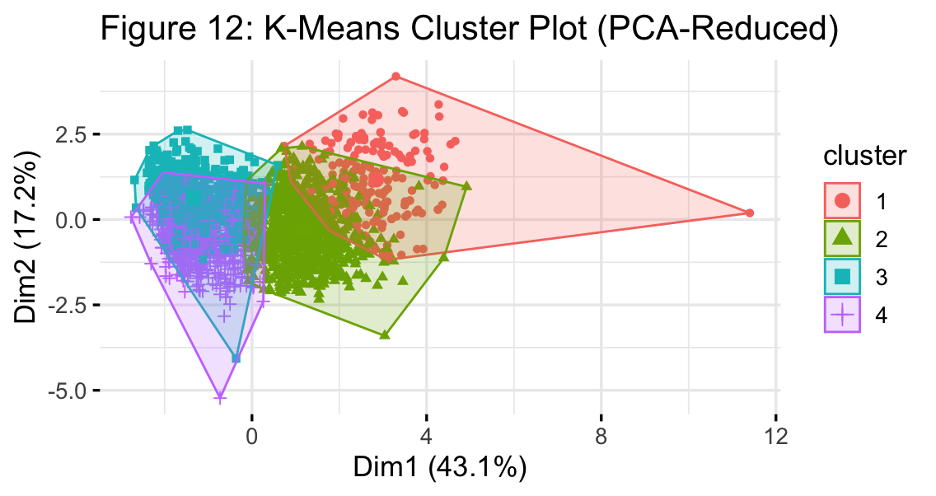 Figure 12: K-Means Cluster Plot (PCA-Reduced)
Dim2 (17.2%)
2.5
0.0
-2.5
-5.0
0 4 8 12
Dim1 (43.1%)
cluster
1
2
3
4